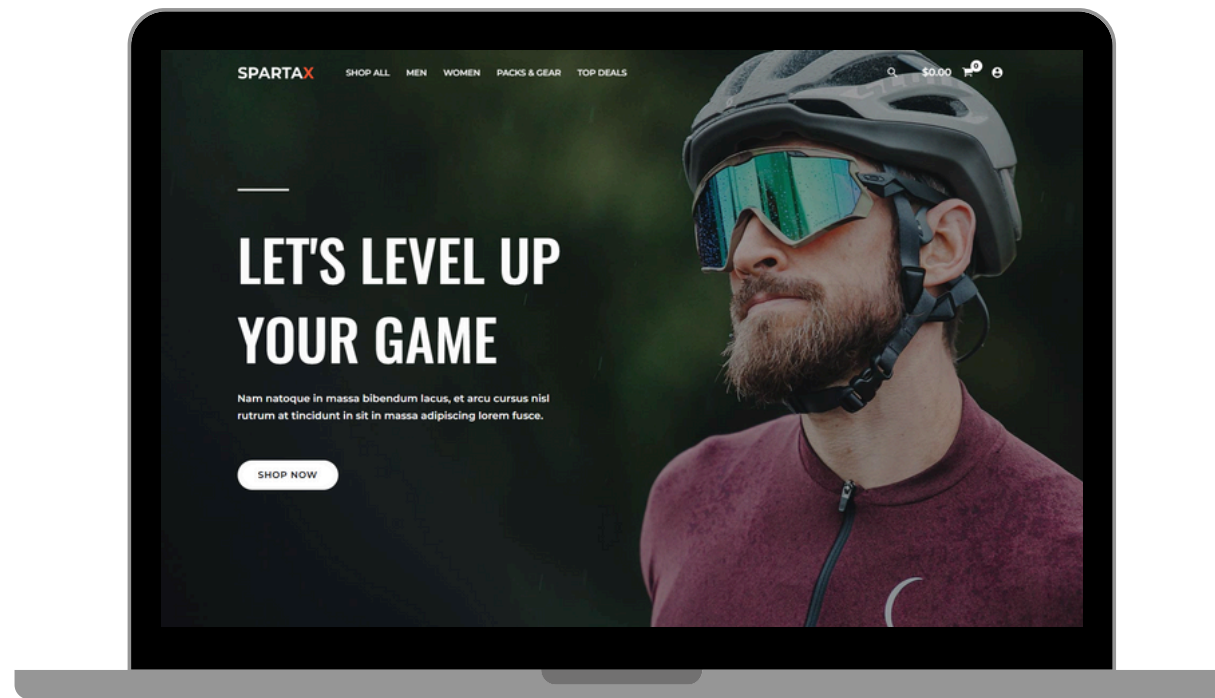 SPARTAX SHOP ALL MEN WOMEN PACKS & GEAR TOP DEALS $0.00 0
LET'S LEVEL UP
YOUR GAME
Nam natoque in massa bibendum lacus, et arcu cursus nisl
rutrum at tincidunt in sit in massa adipiscing lorem fusce.
SHOP NOW